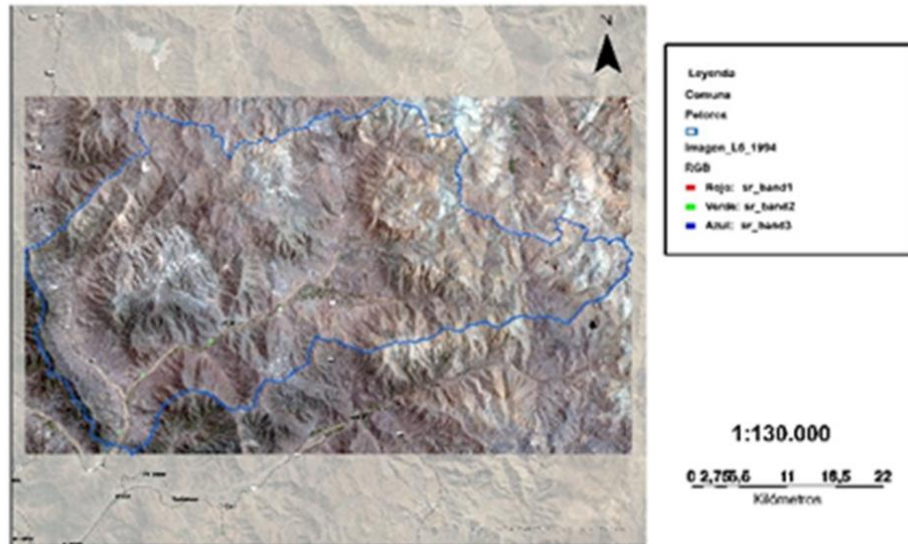 N
Leyenda
Comuna
Petorca
Imagen_L5_1994
RGB
Rojo: sr_band1
Verde: sr_band2
Azul: sr_band3
1:130.000
0 2,75 5,5 11 16,5 22
Kilómetros